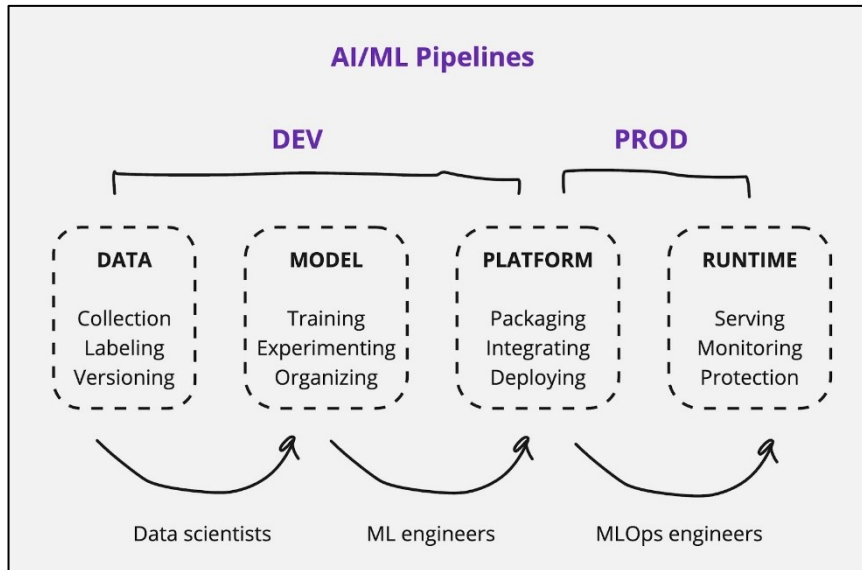 AI/ML Pipelines
DEV
PROD
DATA
Collection
Labeling
Versioning
MODEL
Training
Experimenting
Organizing
PLATFORM
Packaging
Integrating
Deploying
RUNTIME
Serving
Monitoring
Protection
Data scientists
ML engineers
MLOps engineers